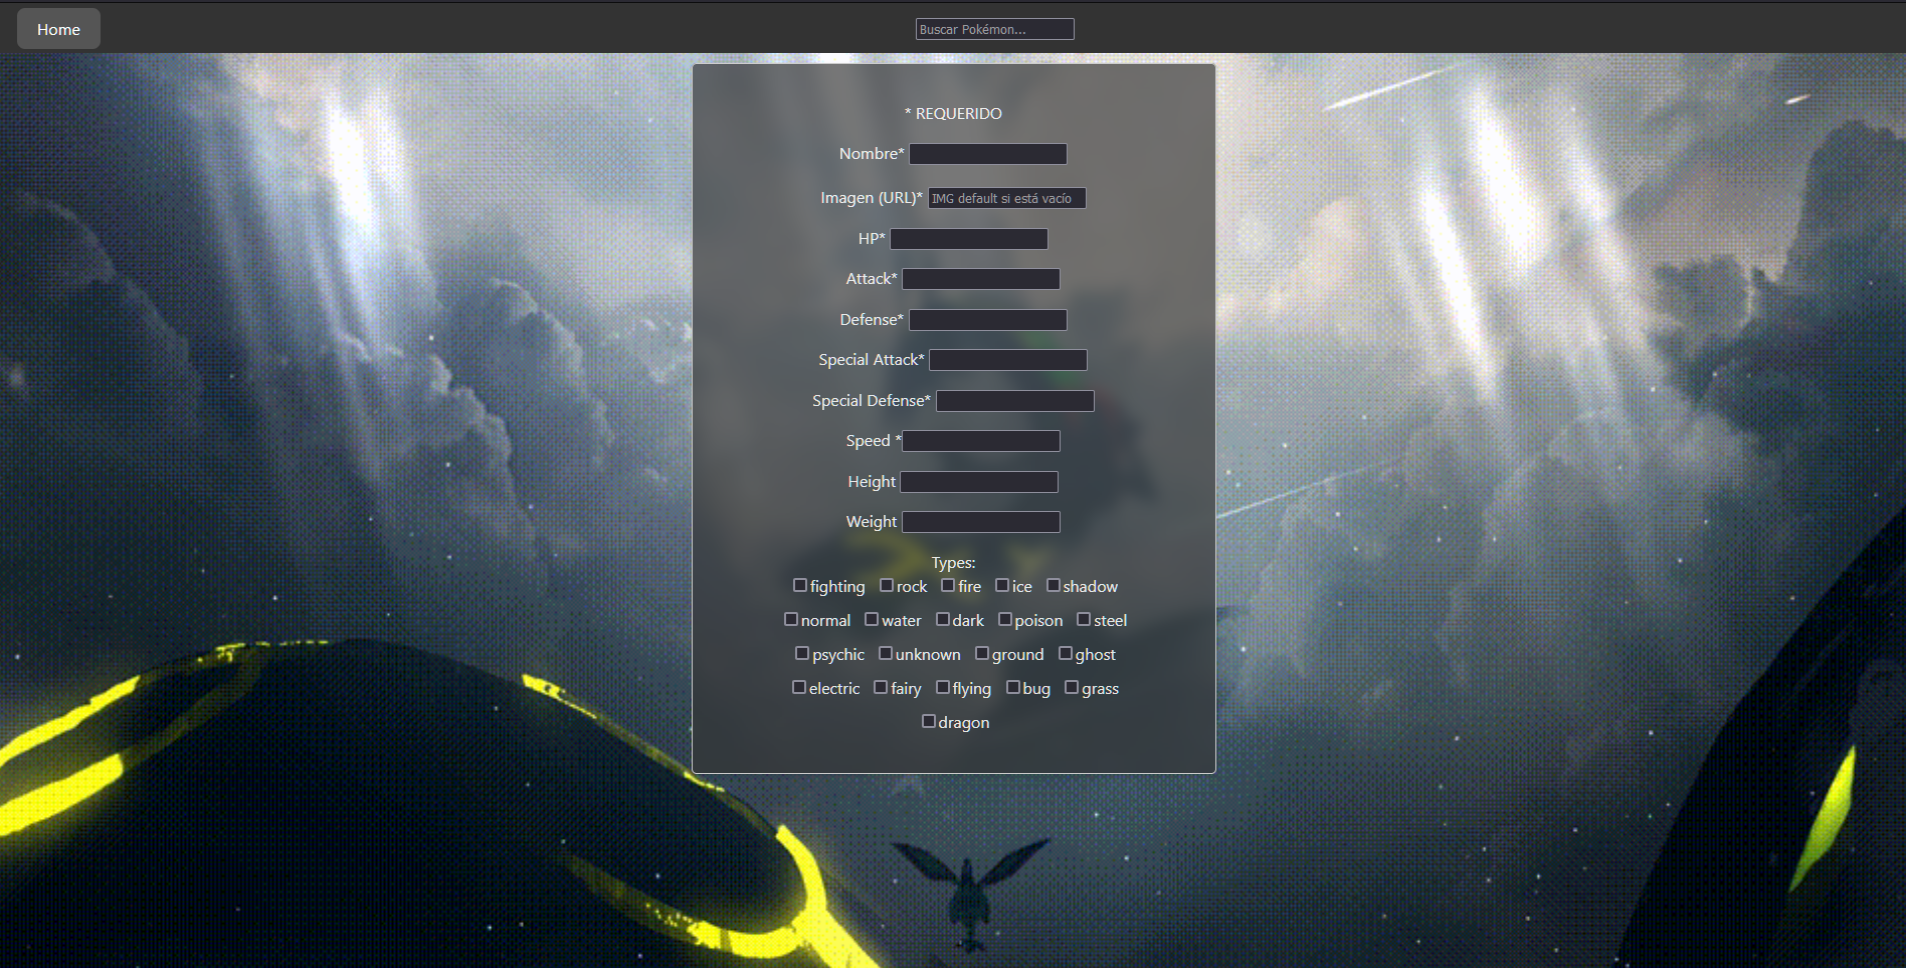 Home
Buscar Pokémon...
* REQUERIDO
Nombre*
Imagen (URL)* IMG default si está vacío
HP*
Attack*
Defense*
Special Attack*
Special Defense*
Speed *
Height
Weight
Types:
fighting rock fire ice shadow
normal water dark poison steel
psychic unknown ground ghost
electric fairy flying bug grass
dragon